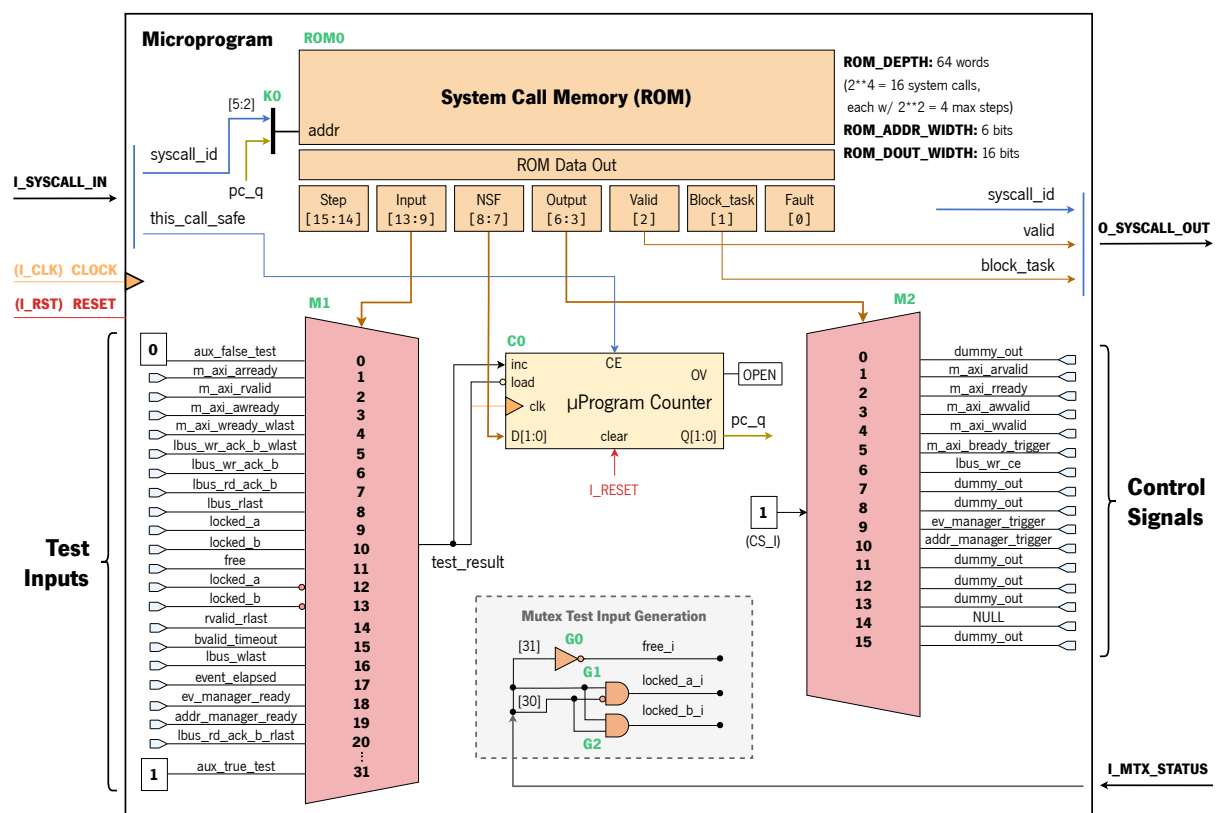 Microprogram
ROM0
System Call Memory (ROM)
addr
ROM_DEPTH: 64 words
(2**4 = 16 system calls,
each w/ 2**2 = 4 max steps)
ROM_ADDR_WIDTH: 6 bits
ROM_DOUT_WIDTH: 16 bits
K0
[5:2]
syscall_id
pc_q
I_SYSCALL_IN
this_call_safe
(I_CLK) CLOCK
(I_RST) RESET
ROM Data Out
Step
[15:14]
Input
[13:9]
NSF
[8:7]
Output
[6:3]
Valid
[2]
Block_task
[1]
Fault
[0]
syscall_id
valid
block_task
O_SYSCALL_OUT
M1
Test
Inputs
0
aux_false_test
0
m_axi_arready
1
m_axi_rvalid
2
m_axi_awready
3
m_axi_wready_wlast
4
lbus_wr_ack_b_wlast
5
lbus_wr_ack_b
6
lbus_rd_ack_b
7
lbus_rlast
8
locked_a
9
locked_b
10
free
11
locked_a
12
locked_b
13
rvalid_rlast
14
bvalid_timeout
15
lbus_wlast
16
event_elapsed
17
ev_manager_ready
18
addr_manager_ready
19
lbus_rd_ack_b_rlast
20
1
aux_true_test
31
test_result
C0
inc
CE
load
OV
OPEN
clk
µProgram Counter
pc_q
D[1:0]
clear
Q[1:0]
I_RESET
M2
1
(CS_I)
0
dummy_out
1
m_axi_arvalid
2
m_axi_rready
3
m_axi_awvalid
4
m_axi_wvalid
5
m_axi_bready_trigger
6
lbus_wr_ce
7
dummy_out
8
dummy_out
9
ev_manager_trigger
10
addr_manager_trigger
11
dummy_out
12
dummy_out
13
dummy_out
14
NULL
15
dummy_out
Control
Signals
Mutex Test Input Generation
G0
[31]
free_i
G1
locked_a_i
[30]
locked_b_i
G2
I_MTX_STATUS